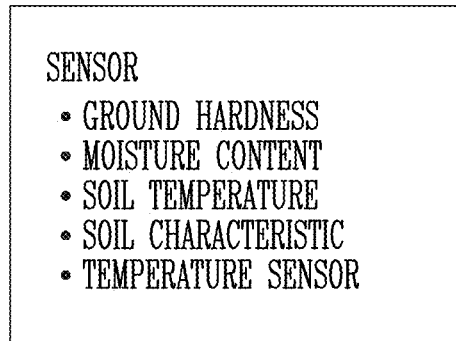 SENSOR
• GROUND HARDNESS
• MOISTURE CONTENT
• SOIL TEMPERATURE
• SOIL CHARACTERISTIC
• TEMPERATURE SENSOR